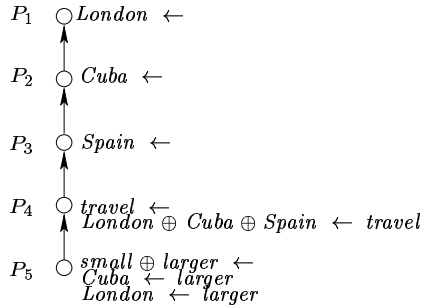 P₁ London ←
P₂ Cuba ←
P₃ Spain ←
P₄ travel ←
London ⊕ Cuba ⊕ Spain ← travel
P₅ small ⊕ larger ←
Cuba ← larger
London ← larger